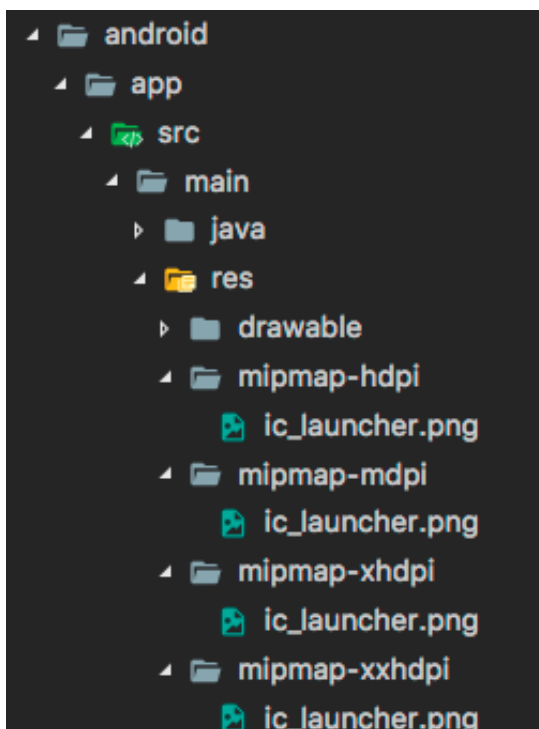 android
app
src
main
java
res
drawable
mipmap-hdpi
ic_launcher.png
mipmap-mdpi
ic_launcher.png
mipmap-xhdpi
ic_launcher.png
mipmap-xxhdpi
ic_launcher.png